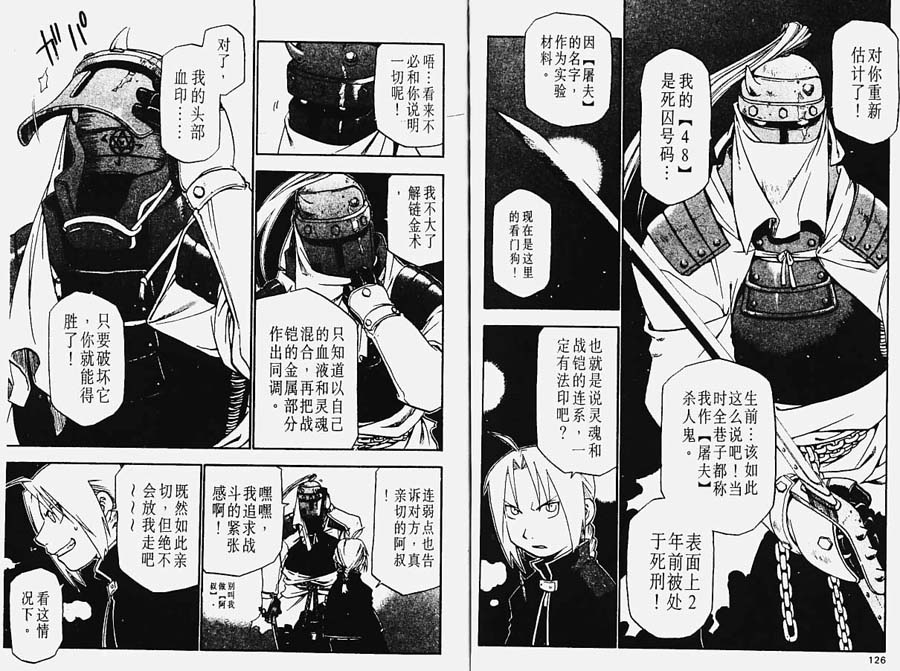 对你重新
估计了！
我的【48】
是死囚号码…
生前…该如此
这么说吧！当
时全巷子都称
我作【屠夫】
杀人鬼。
表面上2
年前被处
于死刑！
因【屠夫】
的名字，
作为实验
材料。
现在是这里
的看门狗！
也就是说灵魂和
战铠的连系，一
定有法印吧？
126
唔…看来不
必和你说明
一切呢！
我不大了
解链金术
，
只知道以自己
的血液和灵魂
混合，再把战
铠的金属部分
作出同调。
ガパ°
对了，
我的头部
血印……
只要破坏它
，你就能得
胜了！
连弱点也告
诉对方，真
亲切的阿叔
！
嘿嘿，
我追求战
斗的紧张
感啊！
别叫我
做【阿
叔】。
既然如此亲
切，但绝不
会放我走吧
～～
看这情
况下。